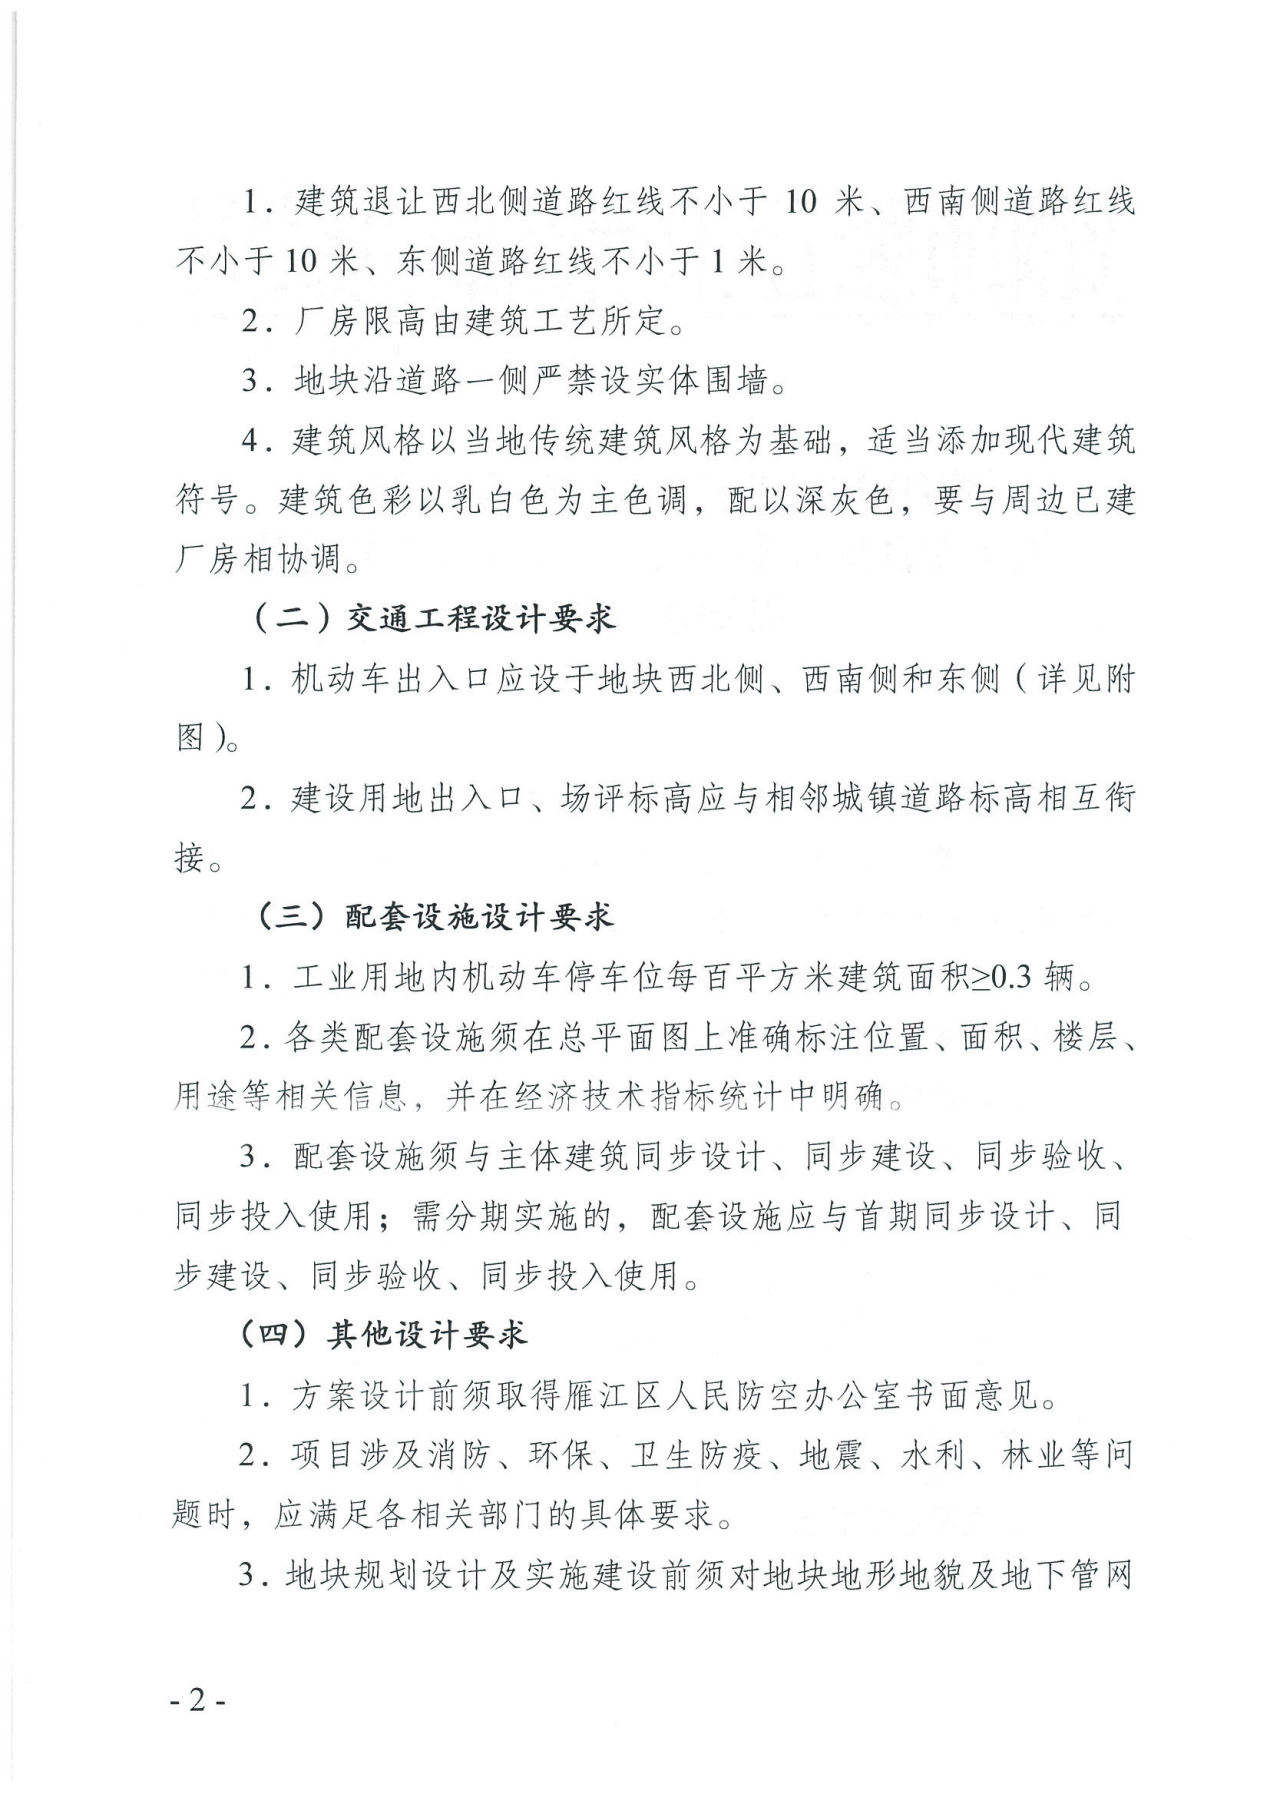 1. 建筑退让西北侧道路红线不小于 10 米、西南侧道路红线
不小于 10 米、东侧道路红线不小于 1 米。
2. 厂房限高由建筑工艺所定。
3. 地块沿道路一侧严禁设实体围墙。
4. 建筑风格以当地传统建筑风格为基础，适当添加现代建筑
符号。建筑色彩以乳白色为主色调，配以深灰色，要与周边已建
厂房相协调。
（二）交通工程设计要求
1. 机动车出入口应设于地块西北侧、西南侧和东侧（详见附
图）。
2. 建设用地出入口、场评标高应与相邻城镇道路标高相互衔
接。
（三）配套设施设计要求
1. 工业用地内机动车停车位每百平方米建筑面积≥0.3 辆。
2. 各类配套设施须在总平面图上准确标注位置、面积、楼层、
用途等相关信息，并在经济技术指标统计中明确。
3. 配套设施须与主体建筑同步设计、同步建设、同步验收、
同步投入使用；需分期实施的，配套设施应与首期同步设计、同
步建设、同步验收、同步投入使用。
（四）其他设计要求
1. 方案设计前须取得雁江区人民防空办公室书面意见。
2. 项目涉及消防、环保、卫生防疫、地震、水利、林业等问
题时，应满足各相关部门的具体要求。
3. 地块规划设计及实施建设前须对地块地形地貌及地下管网
- 2 -